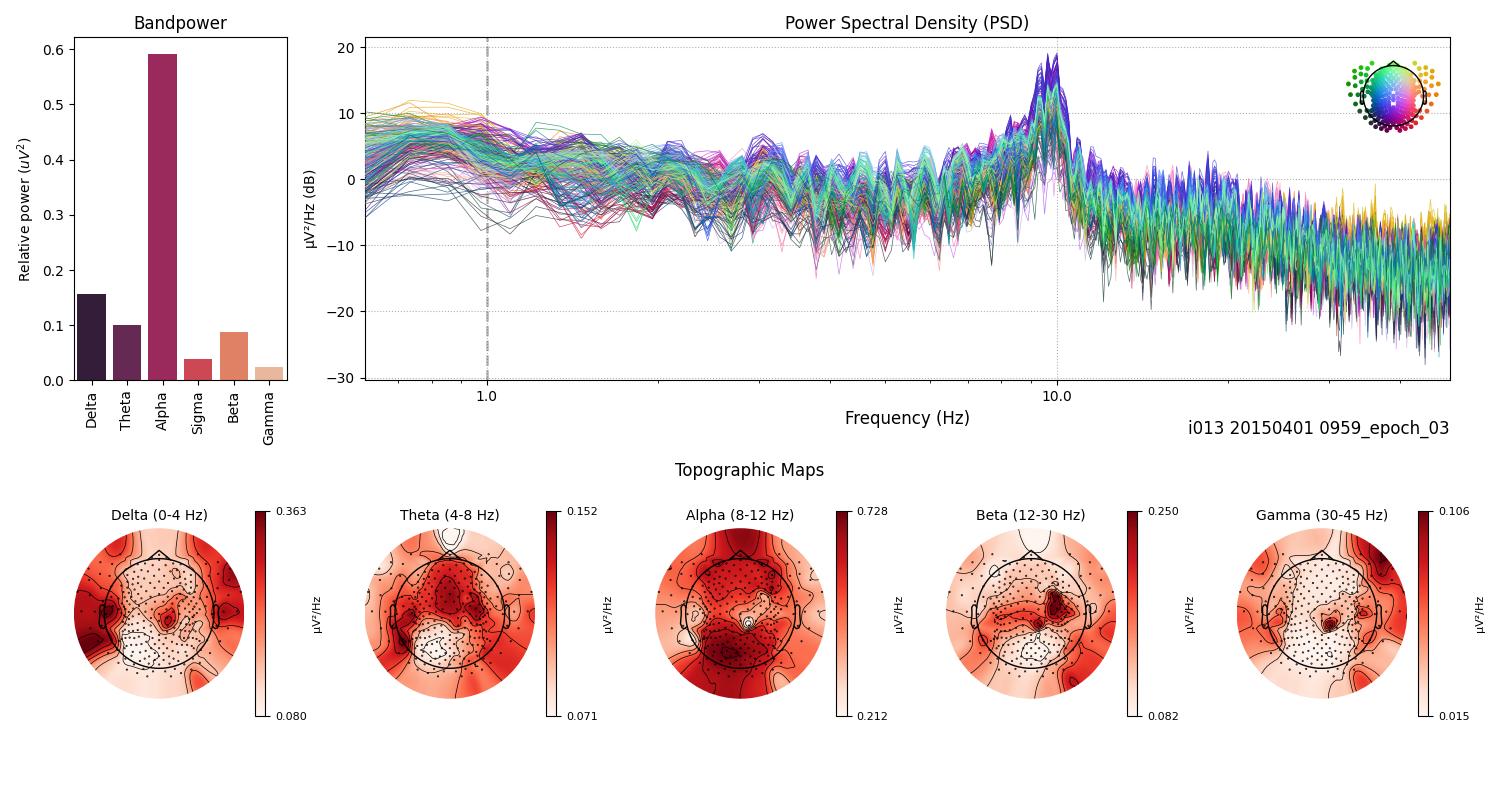 Bandpower
Relative power (uV²)
0.6
0.5
0.4
0.3
0.2
0.1
0.0
Delta
Theta
Alpha
Sigma
Beta
Gamma
Power Spectral Density (PSD)
µV²/Hz (dB)
20
10
0
−10
−20
−30
1.0
10.0
Frequency (Hz)
i013 20150401 0959_epoch_03
Topographic Maps
Delta (0-4 Hz)
0.363
µV²/Hz
0.080
Theta (4-8 Hz)
0.152
µV²/Hz
0.071
Alpha (8-12 Hz)
0.728
µV²/Hz
0.212
Beta (12-30 Hz)
0.250
µV²/Hz
0.082
Gamma (30-45 Hz)
0.106
µV²/Hz
0.015